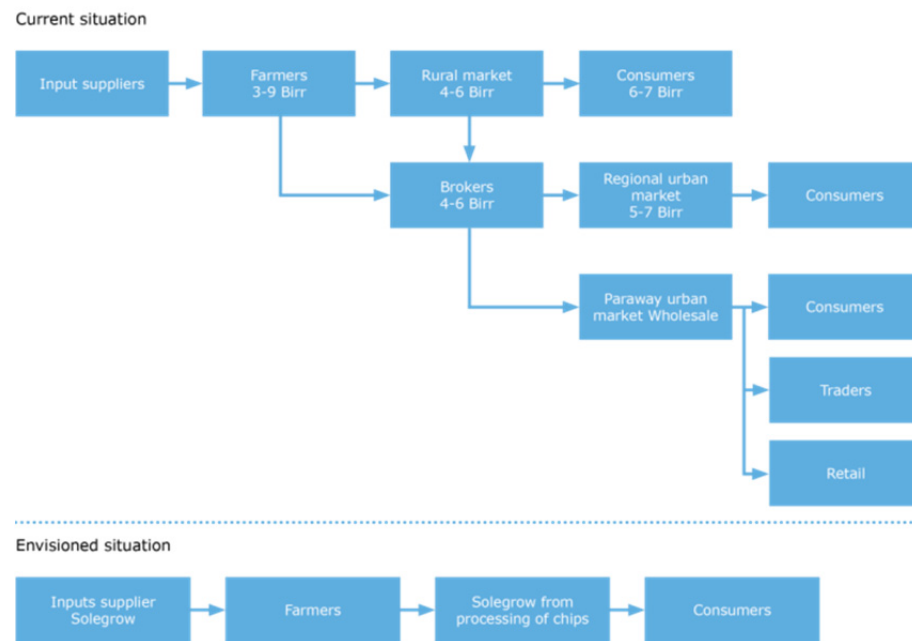 Current situation
Input suppliers
Farmers
3-9 Birr
Rural market
4-6 Birr
Consumers
6-7 Birr
Brokers
4-6 Birr
Regional urban
market
5-7 Birr
Consumers
Paraway urban
market Wholesale
Consumers
Traders
Retail
Envisioned situation
Inputs supplier
Solegrow
Farmers
Solegrow from
processing of chips
Consumers